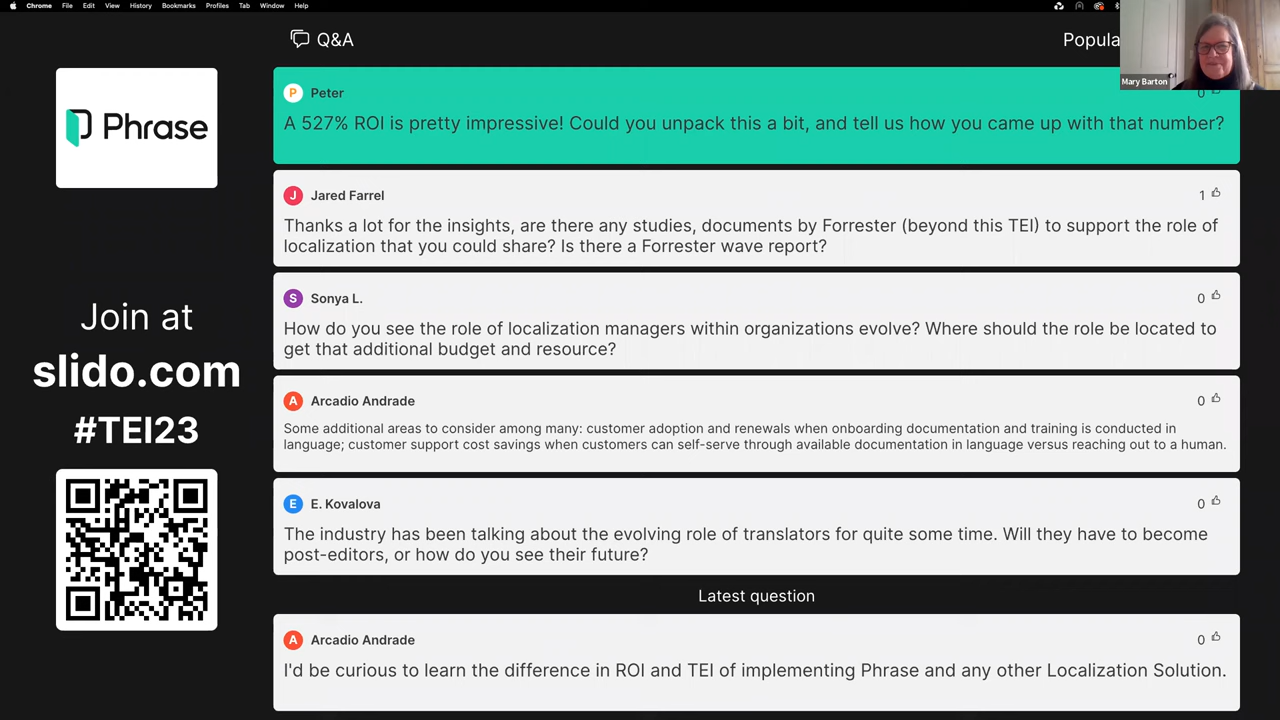 Chrome File Edit View History Bookmarks Profiles Tab Window Help
Q&A
Popula
Mary Barton
Phrase
Join at
slido.com
#TEI23
P Peter
0
A 527% ROI is pretty impressive! Could you unpack this a bit, and tell us how you came up with that number?
J Jared Farrel
1
Thanks a lot for the insights, are there any studies, documents by Forrester (beyond this TEI) to support the role of
localization that you could share? Is there a Forrester wave report?
S Sonya L.
0
How do you see the role of localization managers within organizations evolve? Where should the role be located to
get that additional budget and resource?
A Arcadio Andrade
0
Some additional areas to consider among many: customer adoption and renewals when onboarding documentation and training is conducted in
language; customer support cost savings when customers can self-serve through available documentation in language versus reaching out to a human.
E E. Kovalova
0
The industry has been talking about the evolving role of translators for quite some time. Will they have to become
post-editors, or how do you see their future?
Latest question
A Arcadio Andrade
0
I'd be curious to learn the difference in ROI and TEI of implementing Phrase and any other Localization Solution.